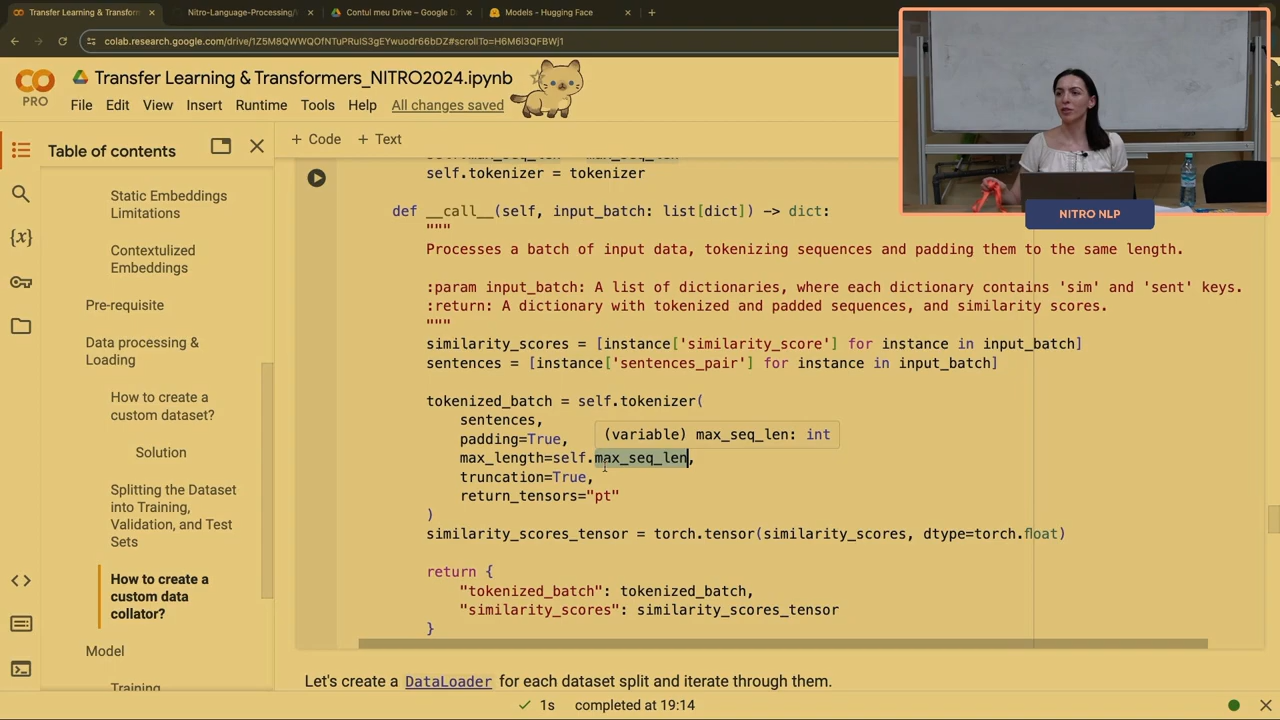 Transfer Learning & Transform
Nitro-Language-Processing/
Contul meu Drive – Google D
Models - Hugging Face
colab.research.google.com/drive/1Z5M8QWWQOfNTuPRuIS3gEYwuodr66bDZ#scrollTo=H6M6l3QFBWj1
Transfer Learning & Transformers_NITRO2024.ipynb
PRO
File Edit View Insert Runtime Tools Help All changes saved
Table of contents
+ Code + Text
Static Embeddings
Limitations
Contextulized
Embeddings
Pre-requisite
Data processing &
Loading
How to create a
custom dataset?
Solution
Splitting the Dataset
into Training,
Validation, and Test
Sets
How to create a
custom data
collator?
Model
Training
self.tokenizer = tokenizer
def __call__(self, input_batch: list[dict]) -> dict:
"""
Processes a batch of input data, tokenizing sequences and padding them to the same length.
:param input_batch: A list of dictionaries, where each dictionary contains 'sim' and 'sent' keys.
:return: A dictionary with tokenized and padded sequences, and similarity scores.
"""
similarity_scores = [instance['similarity_score'] for instance in input_batch]
sentences = [instance['sentences_pair'] for instance in input_batch]
tokenized_batch = self.tokenizer(
sentences,
padding=True,
(variable) max_seq_len: int
max_length=self.max_seq_len,
truncation=True,
return_tensors="pt"
)
similarity_scores_tensor = torch.tensor(similarity_scores, dtype=torch.float)
return {
"tokenized_batch": tokenized_batch,
"similarity_scores": similarity_scores_tensor
}
Let's create a DataLoader for each dataset split and iterate through them.
1s completed at 19:14
NITRO NLP